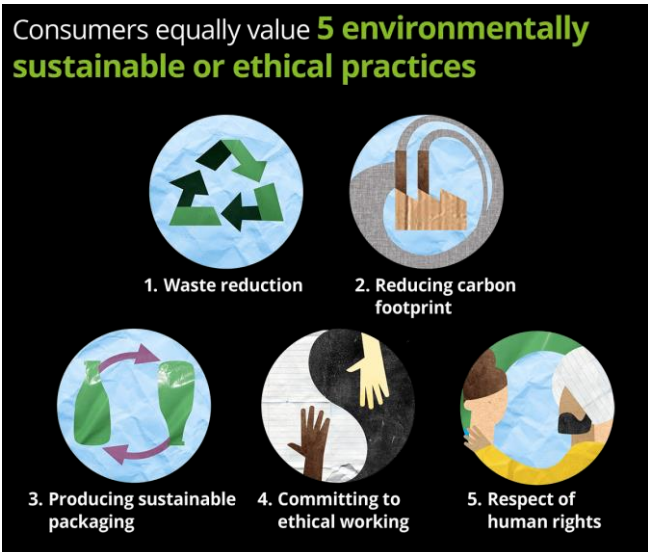 Consumers equally value 5 environmentally
sustainable or ethical practices
1. Waste reduction
2. Reducing carbon
footprint
3. Producing sustainable
packaging
4. Committing to
ethical working
5. Respect of
human rights